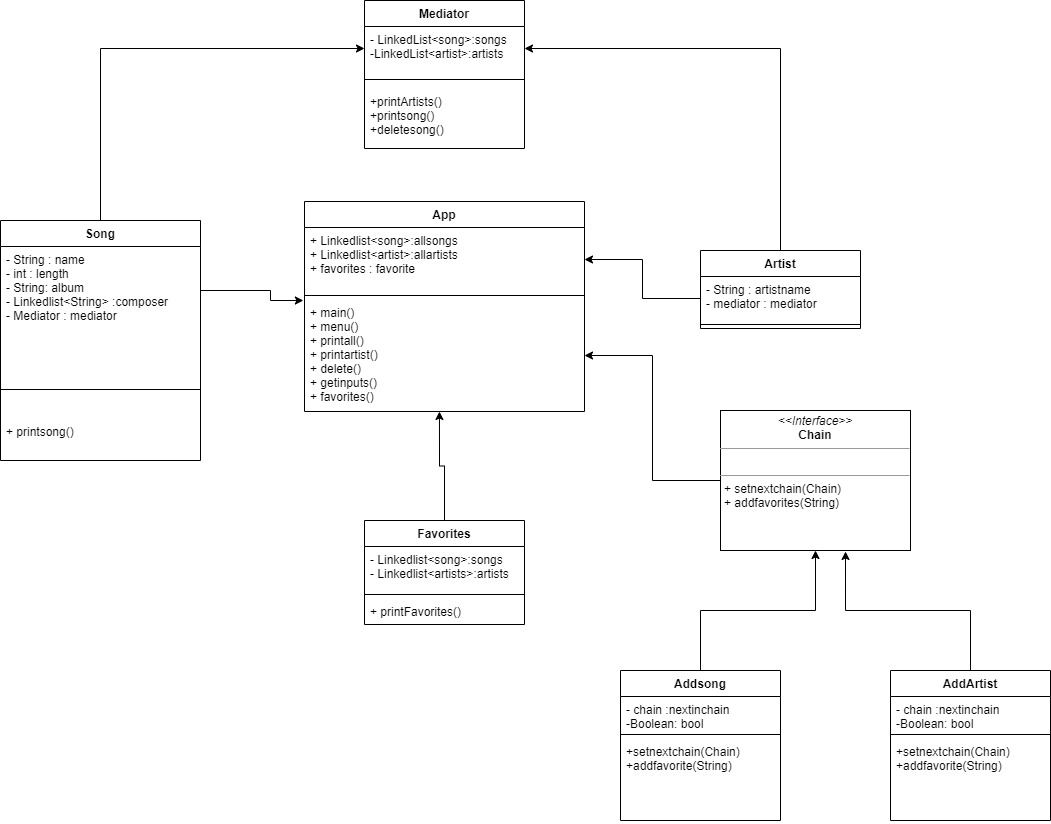 Mediator
- LinkedList<song>:songs
-LinkedList<artist>:artists
+printArtists()
+printsong()
+deletesong()
Song
- String : name
- int : length
- String: album
- Linkedlist<String> :composer
- Mediator : mediator
+ printsong()
App
+ Linkedlist<song>:allsongs
+ Linkedlist<artist>:allartists
+ favorites : favorite
+ main()
+ menu()
+ printall()
+ printartist()
+ delete()
+ getinputs()
+ favorites()
Artist
- String : artistname
- mediator : mediator
<<Interface>>
Chain
+ setnextchain(Chain)
+ addfavorites(String)
Favorites
- Linkedlist<song>:songs
- Linkedlist<artists>:artists
+ printFavorites()
Addsong
- chain :nextinchain
-Boolean: bool
+setnextchain(Chain)
+addfavorite(String)
AddArtist
- chain :nextinchain
-Boolean: bool
+setnextchain(Chain)
+addfavorite(String)